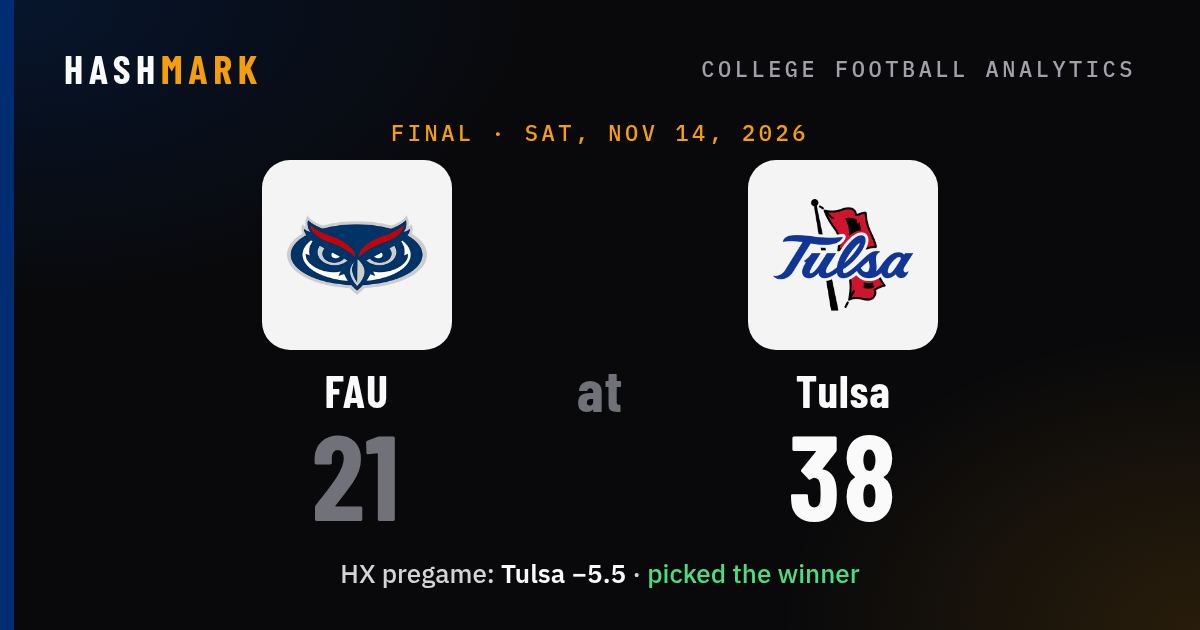 HASHMARK
COLLEGE FOOTBALL ANALYTICS
FINAL · SAT, NOV 14, 2026
Tulsa
FAU at Tulsa
21 38
HX pregame: Tulsa −5.5 · picked the winner